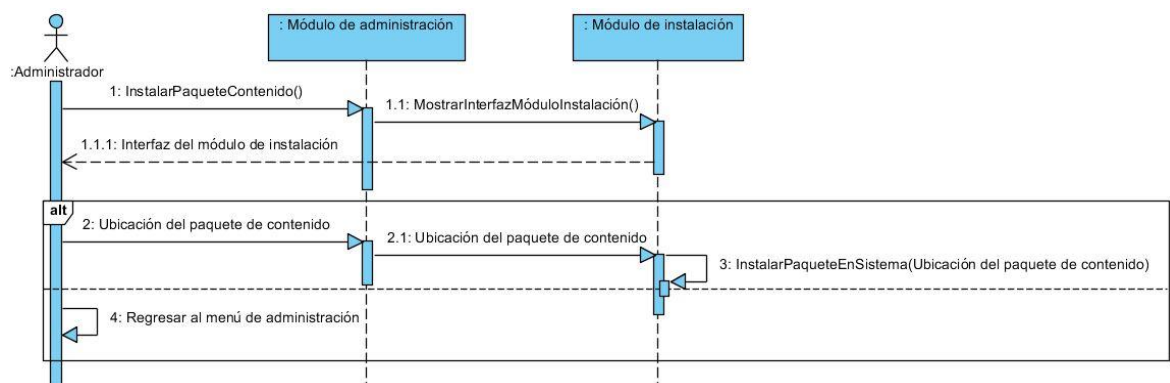 : Módulo de administración
: Módulo de instalación
:Administrador
1: InstalarPaqueteContenido()
1.1: MostrarInterfazMóduloInstalación()
1.1.1: Interfaz del módulo de instalación
alt
2: Ubicación del paquete de contenido
2.1: Ubicación del paquete de contenido
3: InstalarPaqueteEnSistema(Ubicación del paquete de contenido)
4: Regresar al menú de administración